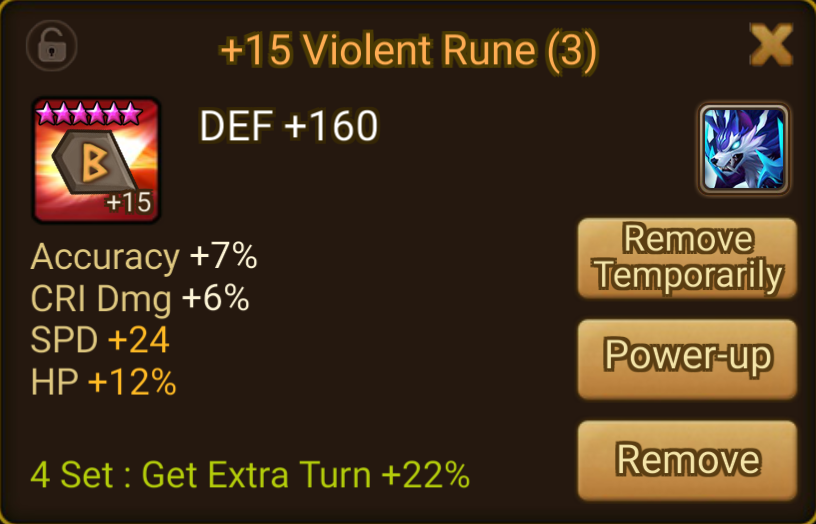 +15 Violent Rune (3)
DEF +160
+15
Accuracy +7%
CRI Dmg +6%
SPD +24
HP +12%
4 Set : Get Extra Turn +22%
Remove
Temporarily
Power-up
Remove